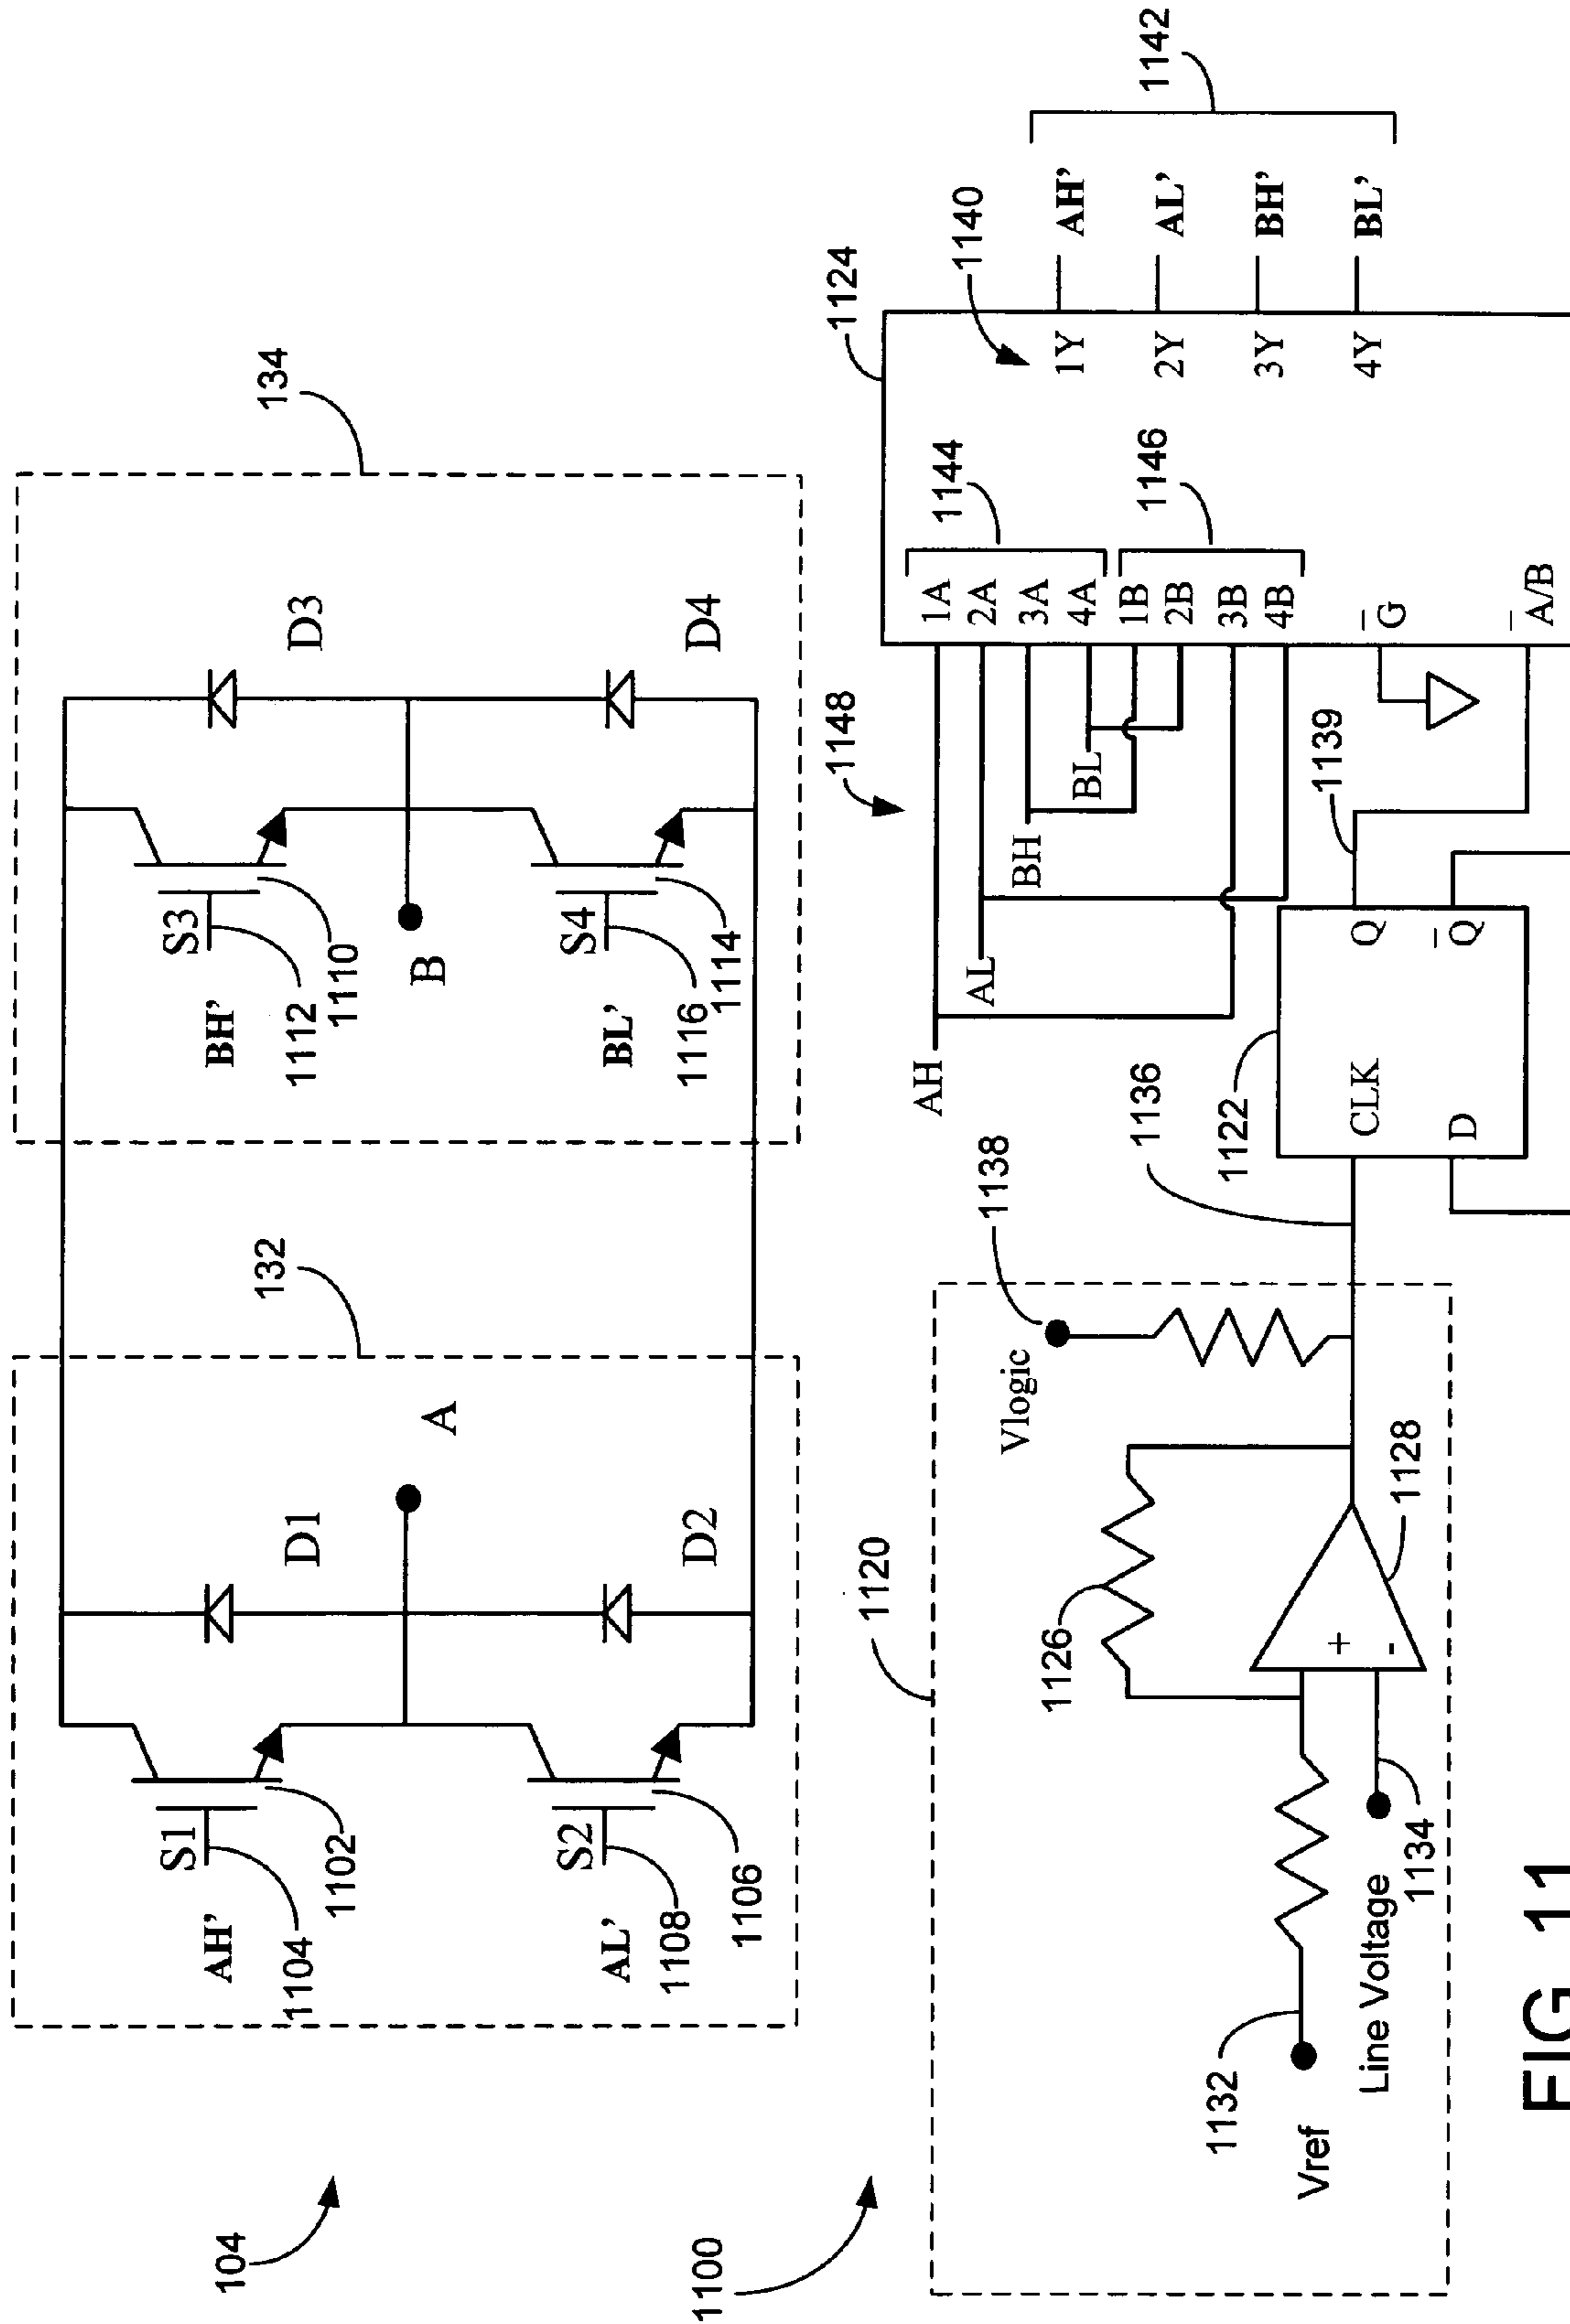 104
132
134
AH'
S1
1104
1102
D1
A
AL'
S2
1108
1106
D2
BH'
S3
1112
1110
D3
B
BL'
S4
1116
1114
D4
1100
1120
1126
Vlogic
1138
1132
Vref
+
-
Line Voltage
1134
1128
1136
1122
CLK
D
Q
Q̅
1139
1148
AH
AL
BH
BL
1124
1A
2A
3A
4A
1B
2B
3B
4B
1144
1146
G̅
A̅/B
1140
1Y
2Y
3Y
4Y
AH'
AL'
BH'
BL'
1142
FIG 11